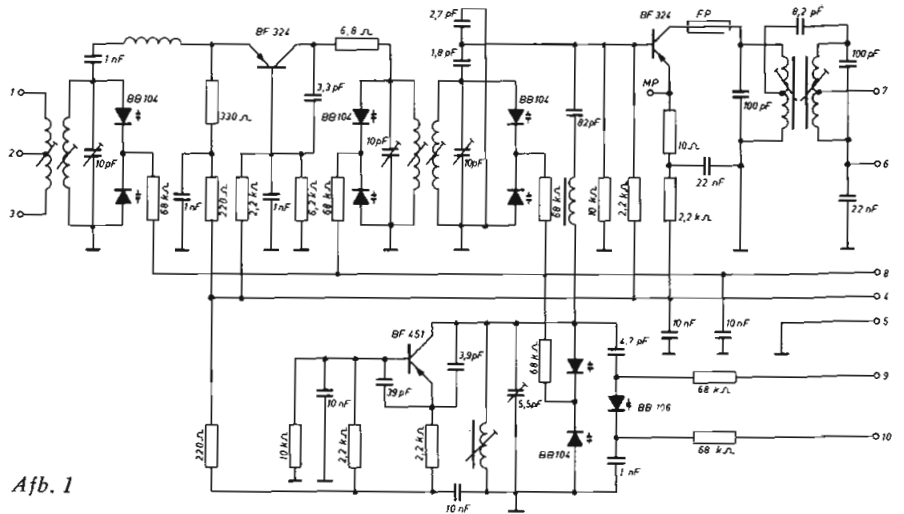 2,7 pF
BF 324
6,8 Ω
BF 324
FP
8,2 pF
1 nF
1,8 pF
100 pF
3,3 pF
BB104
BB104
BB104
MP
1
330 Ω
100 pF
7
82pF
10pF
10pF
10pF
10 Ω
2
22 nF
6
68 kΩ
1 nF
220 Ω
2,2 kΩ
1 nF
6,2 kΩ
68 kΩ
68 kΩ
10 kΩ
2,2 kΩ
2,2 kΩ
22 nF
3
8
4
10 nF
10 nF
5
BF 451
3,9pF
4,7 pF
68 kΩ
9
39pF
5,5pF
68 kΩ
10 nF
BB 106
10
220 Ω
10 kΩ
2,2 kΩ
2,2 kΩ
BB104
68 kΩ
1 nF
10 nF
Afb. 1